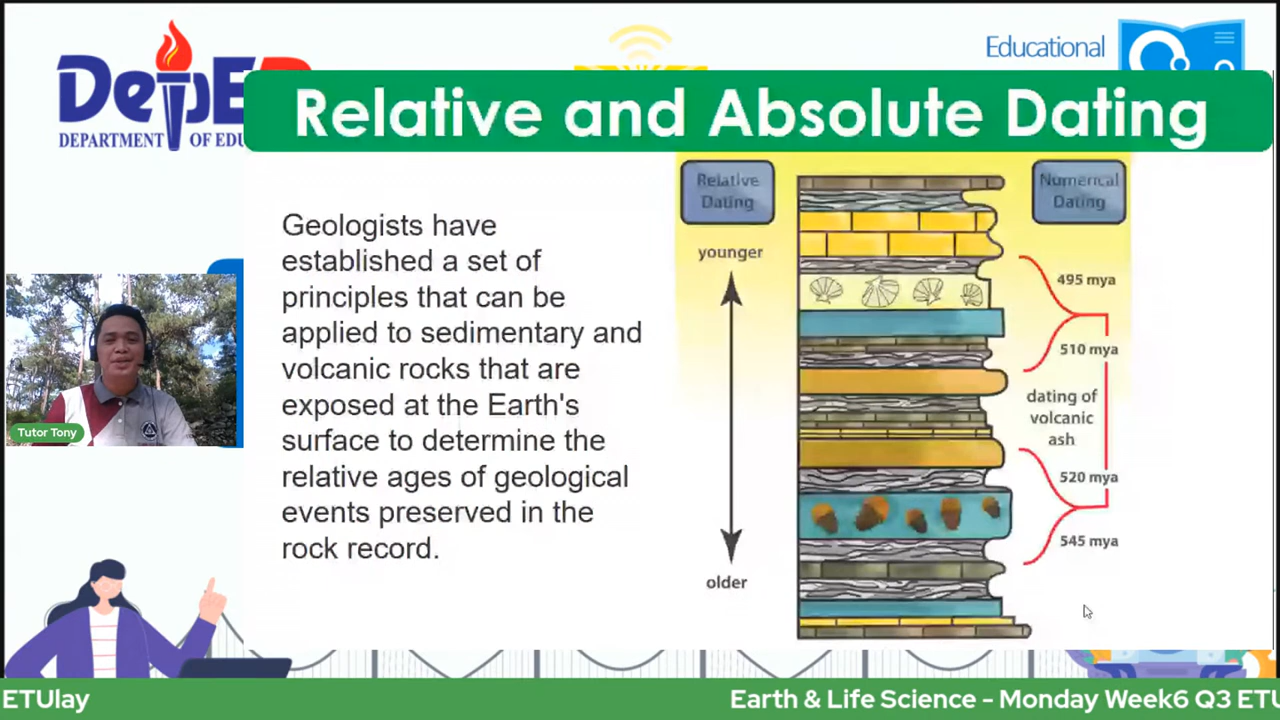 DepED
DEPARTMENT OF EDU
Educational
Relative and Absolute Dating
Geologists have
established a set of
principles that can be
applied to sedimentary and
volcanic rocks that are
exposed at the Earth's
surface to determine the
relative ages of geological
events preserved in the
rock record.
Relative
Dating
younger
older
Numerical
Dating
495 mya
510 mya
dating of
volcanic
ash
520 mya
545 mya
Tutor Tony
ETUlay
Earth & Life Science - Monday Week6 Q3 ETU